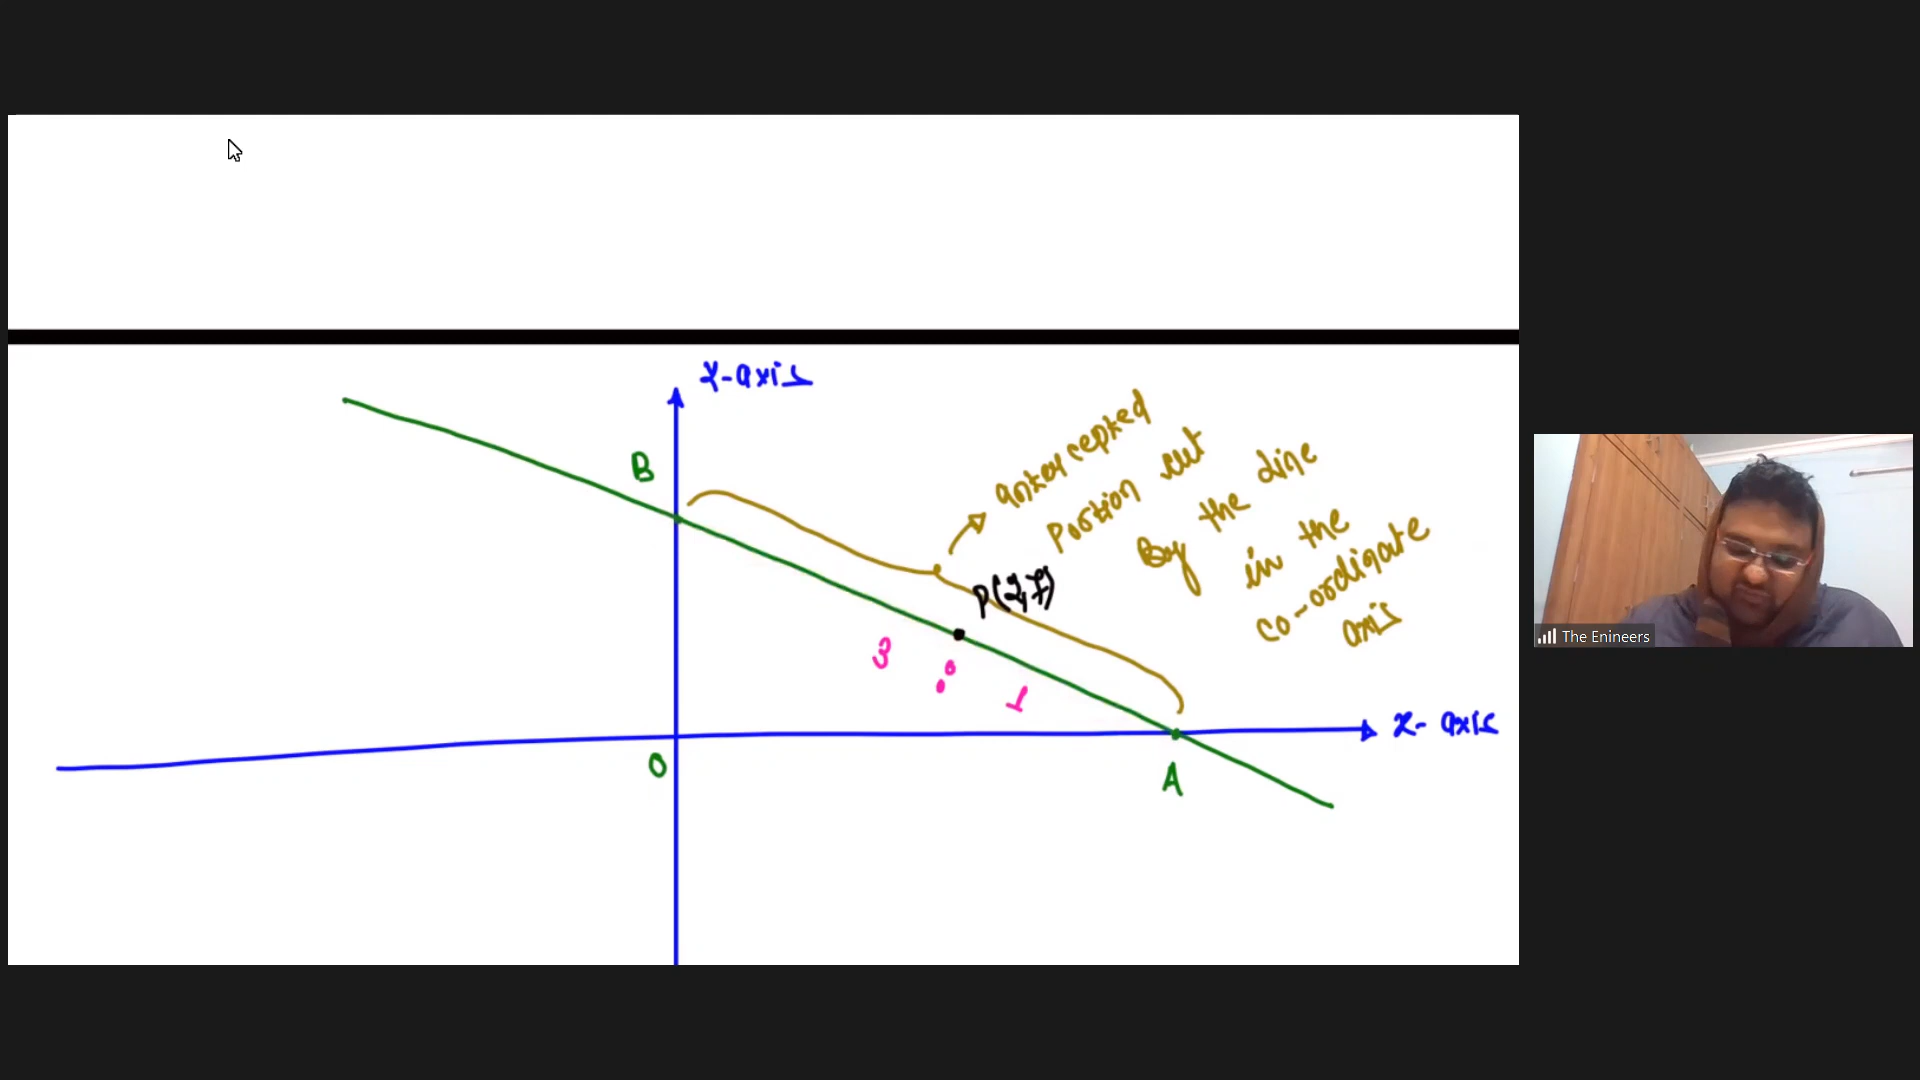 Y-axis
B
intercepted
Portion cut
By the line
in the
co-ordinate
axis
P(2,7)
3 : 1
X-axis
O
A
The Enineers